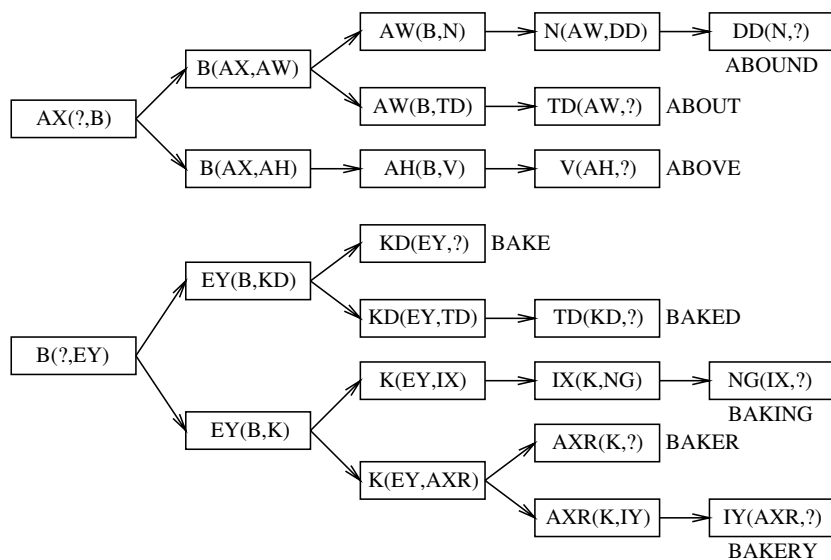 AW(B,N) N(AW,DD) DD(N,?)
B(AX,AW) ABOUND
AX(?,B) AW(B,TD) TD(AW,?) ABOUT
B(AX,AH) AH(B,V) V(AH,?) ABOVE
KD(EY,?) BAKE
EY(B,KD)
KD(EY,TD) TD(KD,?) BAKED
B(?,EY)
K(EY,IX) IX(K,NG) NG(IX,?)
BAKING
EY(B,K) AXR(K,?) BAKER
K(EY,AXR)
AXR(K,IY) IY(AXR,?)
BAKERY